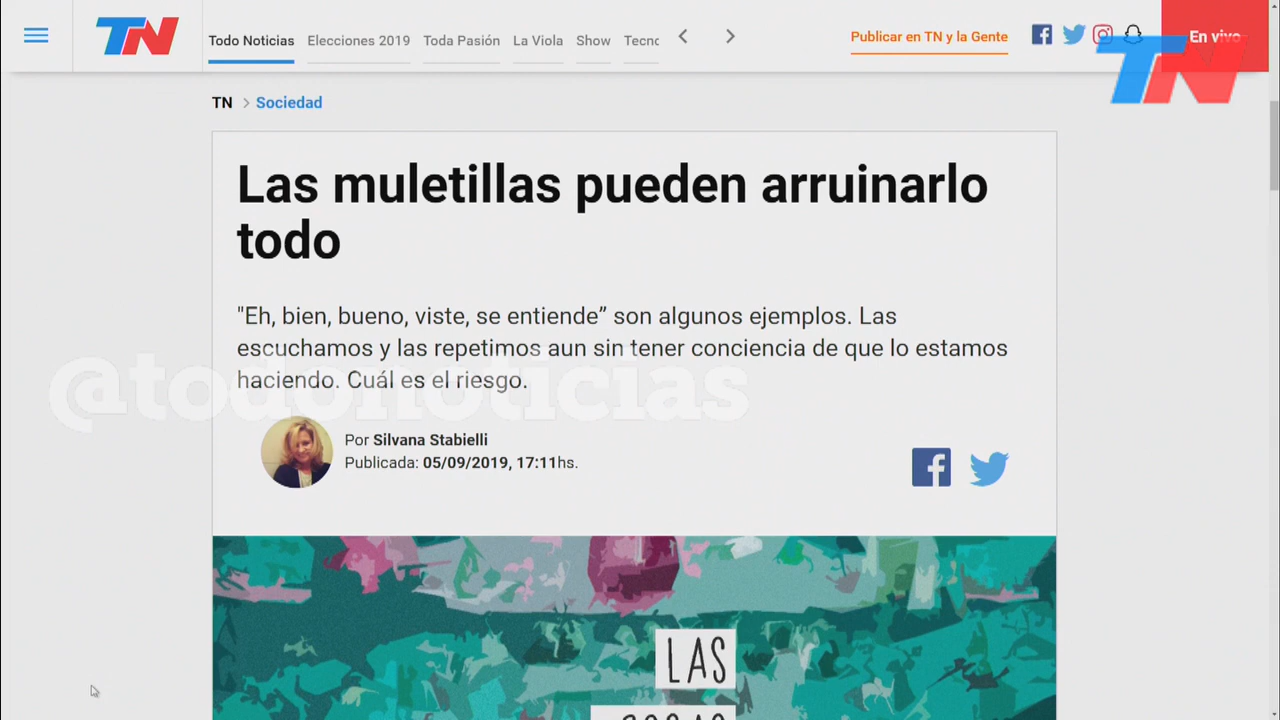 TN
Todo Noticias
Elecciones 2019
Toda Pasión
La Viola
Show
Tecno
Publicar en TN y la Gente
En vivo
TN
TN > Sociedad
Las muletillas pueden arruinarlo
todo
"Eh, bien, bueno, viste, se entiende” son algunos ejemplos. Las
escuchamos y las repetimos aun sin tener conciencia de que lo estamos
haciendo. Cuál es el riesgo.
@todonoticias
Por Silvana Stabielli
Publicada: 05/09/2019, 17:11hs.
LAS